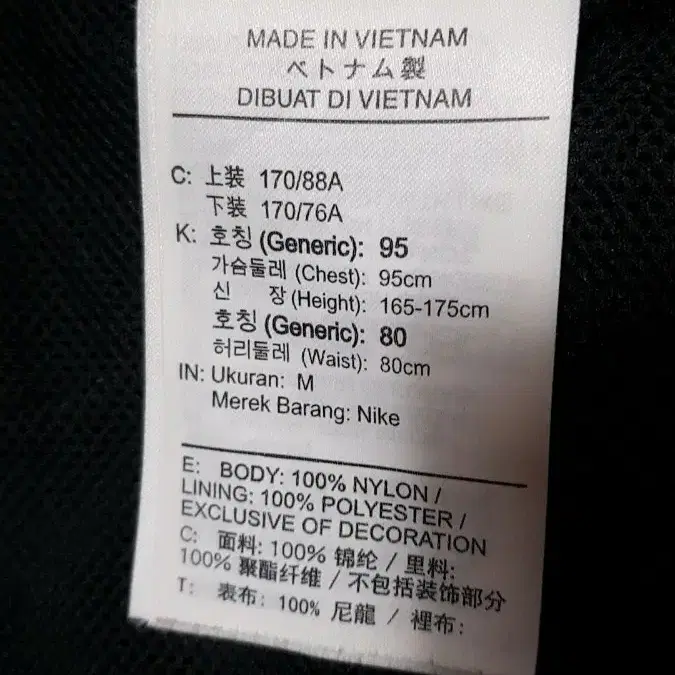 MADE IN VIETNAM
ベトナム製
DIBUAT DI VIETNAM
C: 上装 170/88A
下装 170/76A
K: 호칭 (Generic): 95
가슴둘레 (Chest): 95cm
신 장 (Height): 165-175cm
호칭 (Generic): 80
허리둘레 (Waist): 80cm
IN: Ukuran: M
Merek Barang: Nike
E: BODY: 100% NYLON /
LINING: 100% POLYESTER /
EXCLUSIVE OF DECORATION
C: 面料: 100% 锦纶 / 里料:
100% 聚酯纤维 / 不包括装饰部分
T: 表布: 100% 尼龍 / 裡布: